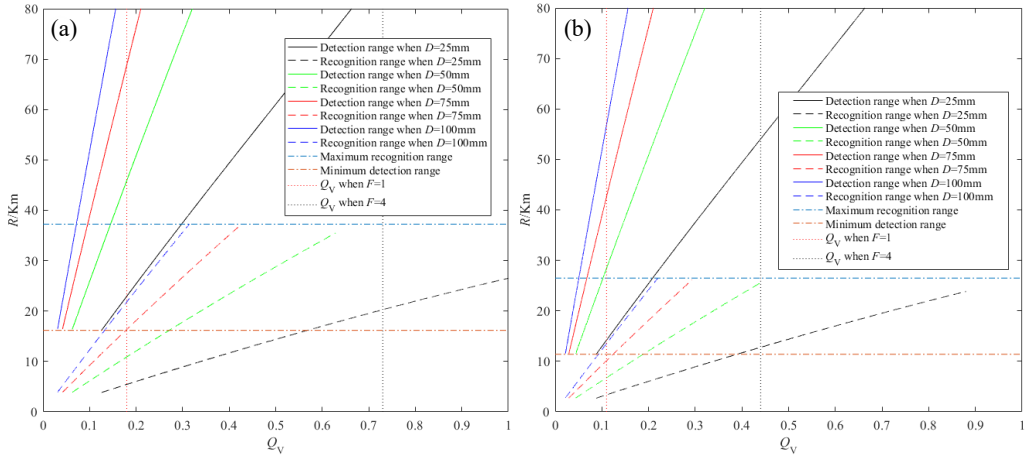 (a)
80
70
60
50
40
30
20
10
0
R/Km
Detection range when D=25mm
Recognition range when D=25mm
Detection range when D=50mm
Recognition range when D=50mm
Detection range when D=75mm
Recognition range when D=75mm
Detection range when D=100mm
Recognition range when D=100mm
Maximum recognition range
Minimum detection range
QV when F=1
QV when F=4
0 0.1 0.2 0.3 0.4 0.5 0.6 0.7 0.8 0.9 1
QV
(b)
80
70
60
50
40
30
20
10
0
R/Km
Detection range when D=25mm
Recognition range when D=25mm
Detection range when D=50mm
Recognition range when D=50mm
Detection range when D=75mm
Recognition range when D=75mm
Detection range when D=100mm
Recognition range when D=100mm
Maximum recognition range
Minimum detection range
QV when F=1
QV when F=4
0 0.1 0.2 0.3 0.4 0.5 0.6 0.7 0.8 0.9 1
QV